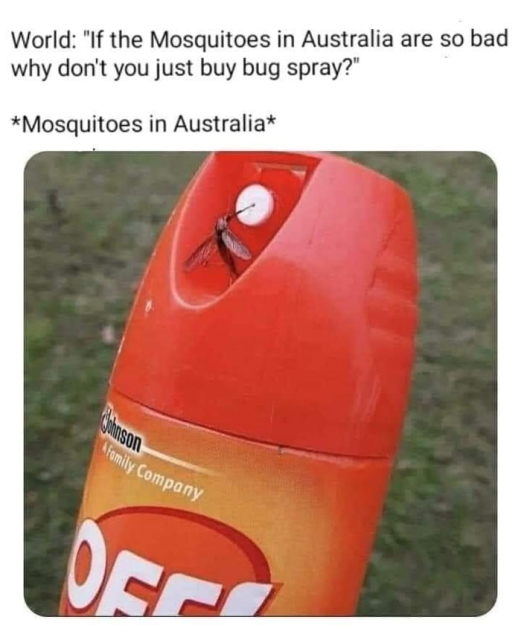 World: "If the Mosquitoes in Australia are so bad
why don't you just buy bug spray?"
*Mosquitoes in Australia*
Johnson
A Family Company
OFF!